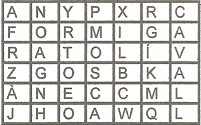 A N Y P X R C
F O R M I G A
R A T O L Í V
Z G O S B K A
À N E C C M L
J H O A W Q L